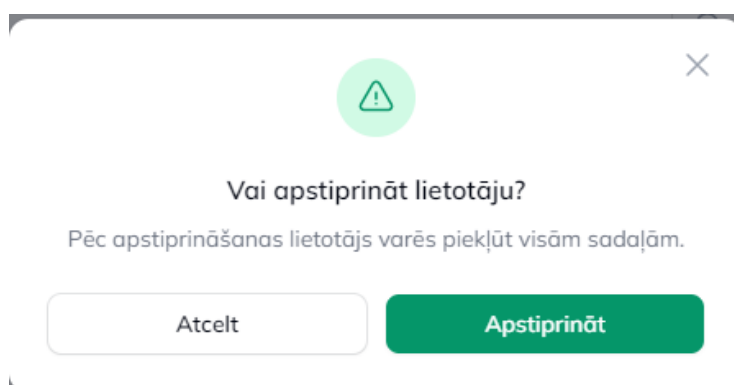 Vai apstiprināt lietotāju?
Pēc apstiprināšanas lietotājs varēs piekļūt visām sadaļām.
Atcelt
Apstiprināt